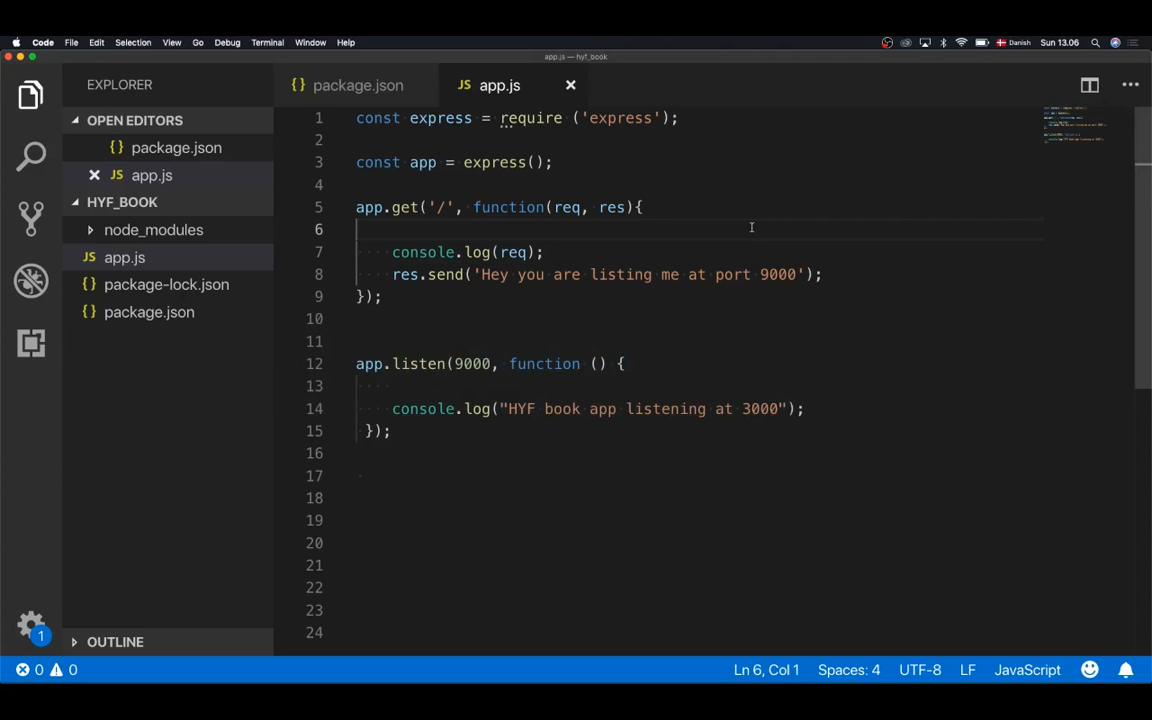 Code File Edit Selection View Go Debug Terminal Window Help Danish Sun 13.06
app.js — hyf_book
EXPLORER
{} package.json
JS app.js
OPEN EDITORS
{} package.json
JS app.js
HYF_BOOK
node_modules
JS app.js
{} package-lock.json
{} package.json
OUTLINE
1
1 const express = require ('express');
2
3 const app = express();
4
5 app.get('/', function(req, res){
6
7 console.log(req);
8 res.send('Hey you are listing me at port 9000');
9 });
10
11
12 app.listen(9000, function () {
13
14 console.log("HYF book app listening at 3000");
15 });
16
17
18
19
20
21
22
23
24
0 0 Ln 6, Col 1 Spaces: 4 UTF-8 LF JavaScript